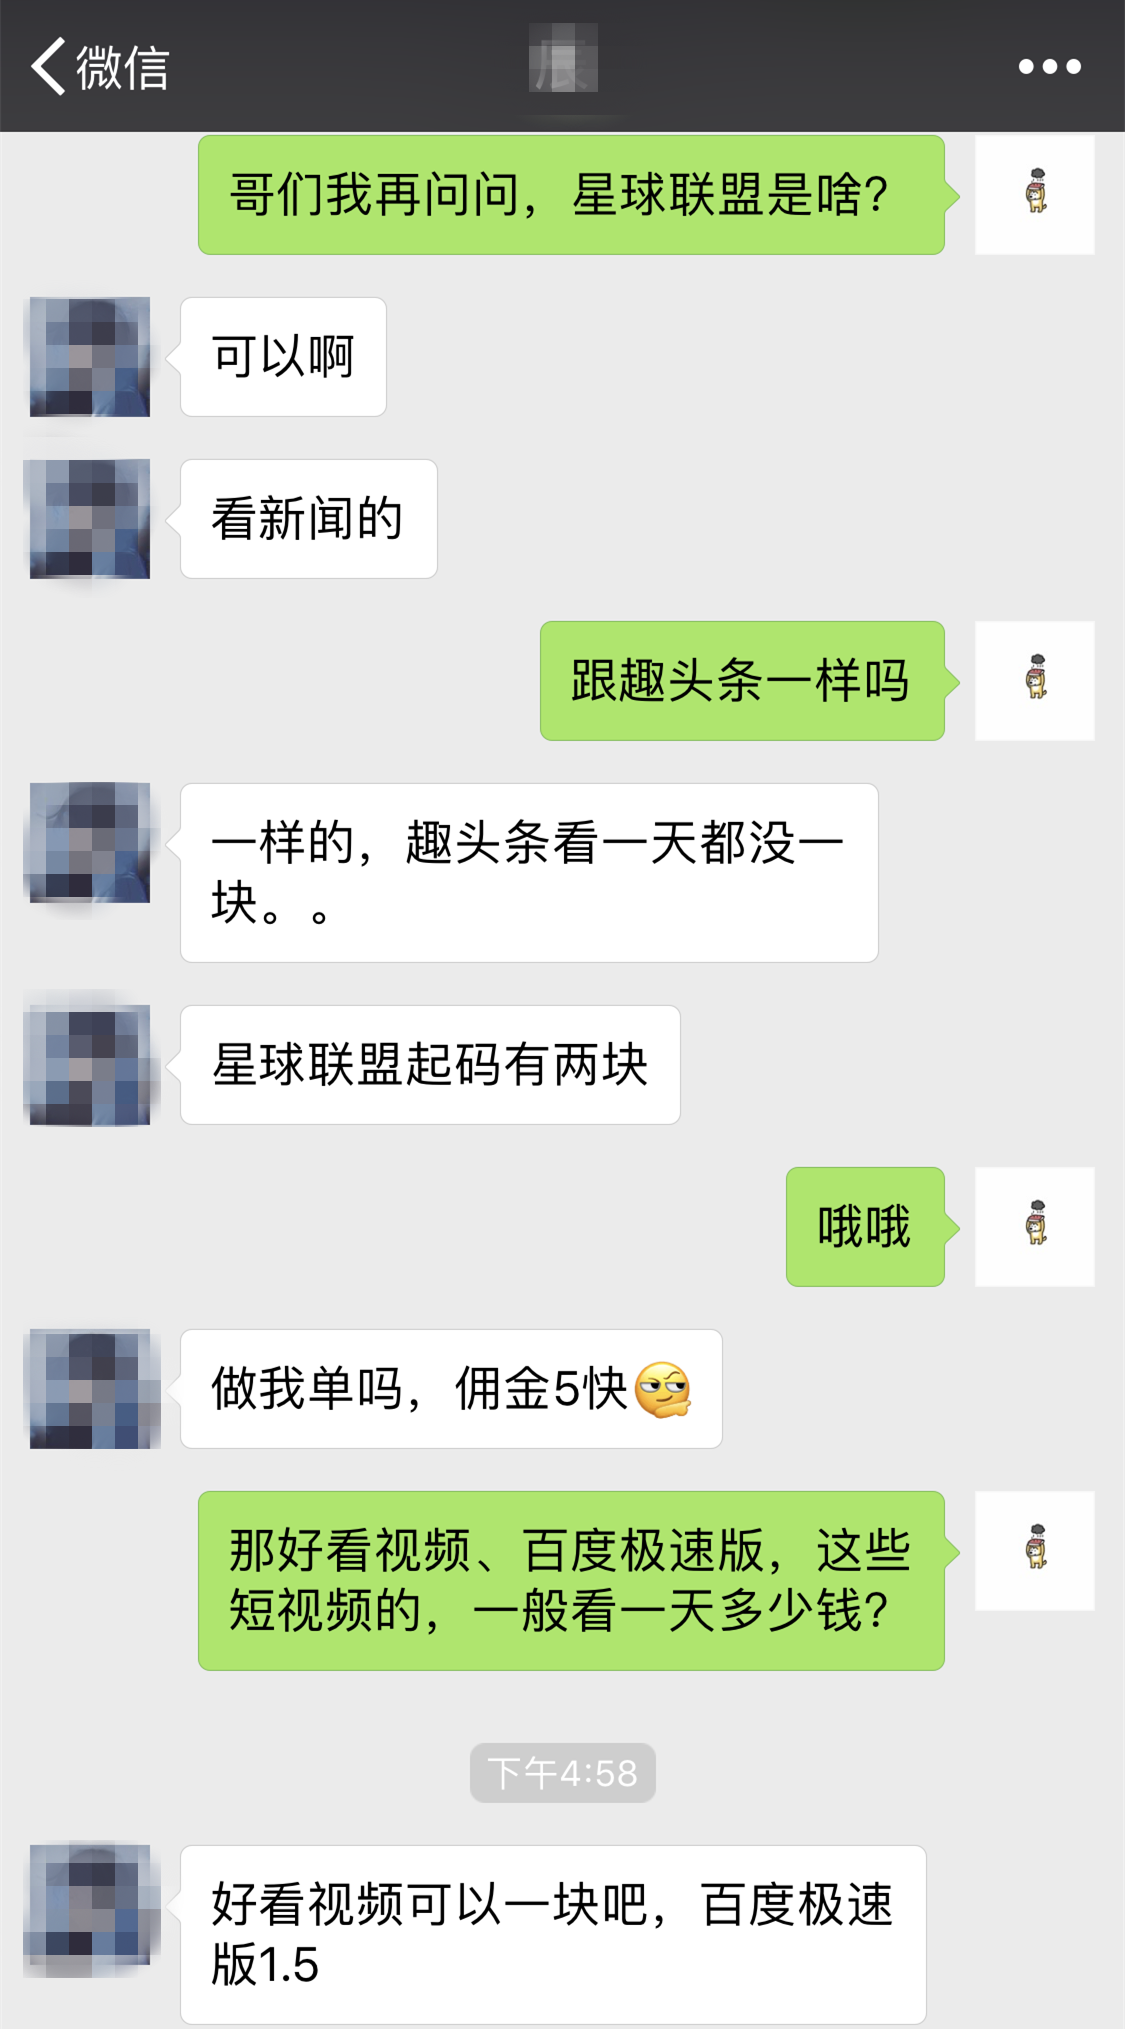 微信
哥们我再问问，星球联盟是啥？
可以啊
看新闻的
跟趣头条一样吗
一样的，趣头条看一天都没一
块。。
星球联盟起码有两块
哦哦
做我单吗，佣金5快
那好看视频、百度极速版，这些
短视频的，一般看一天多少钱？
下午4:58
好看视频可以一块吧，百度极速
版1.5